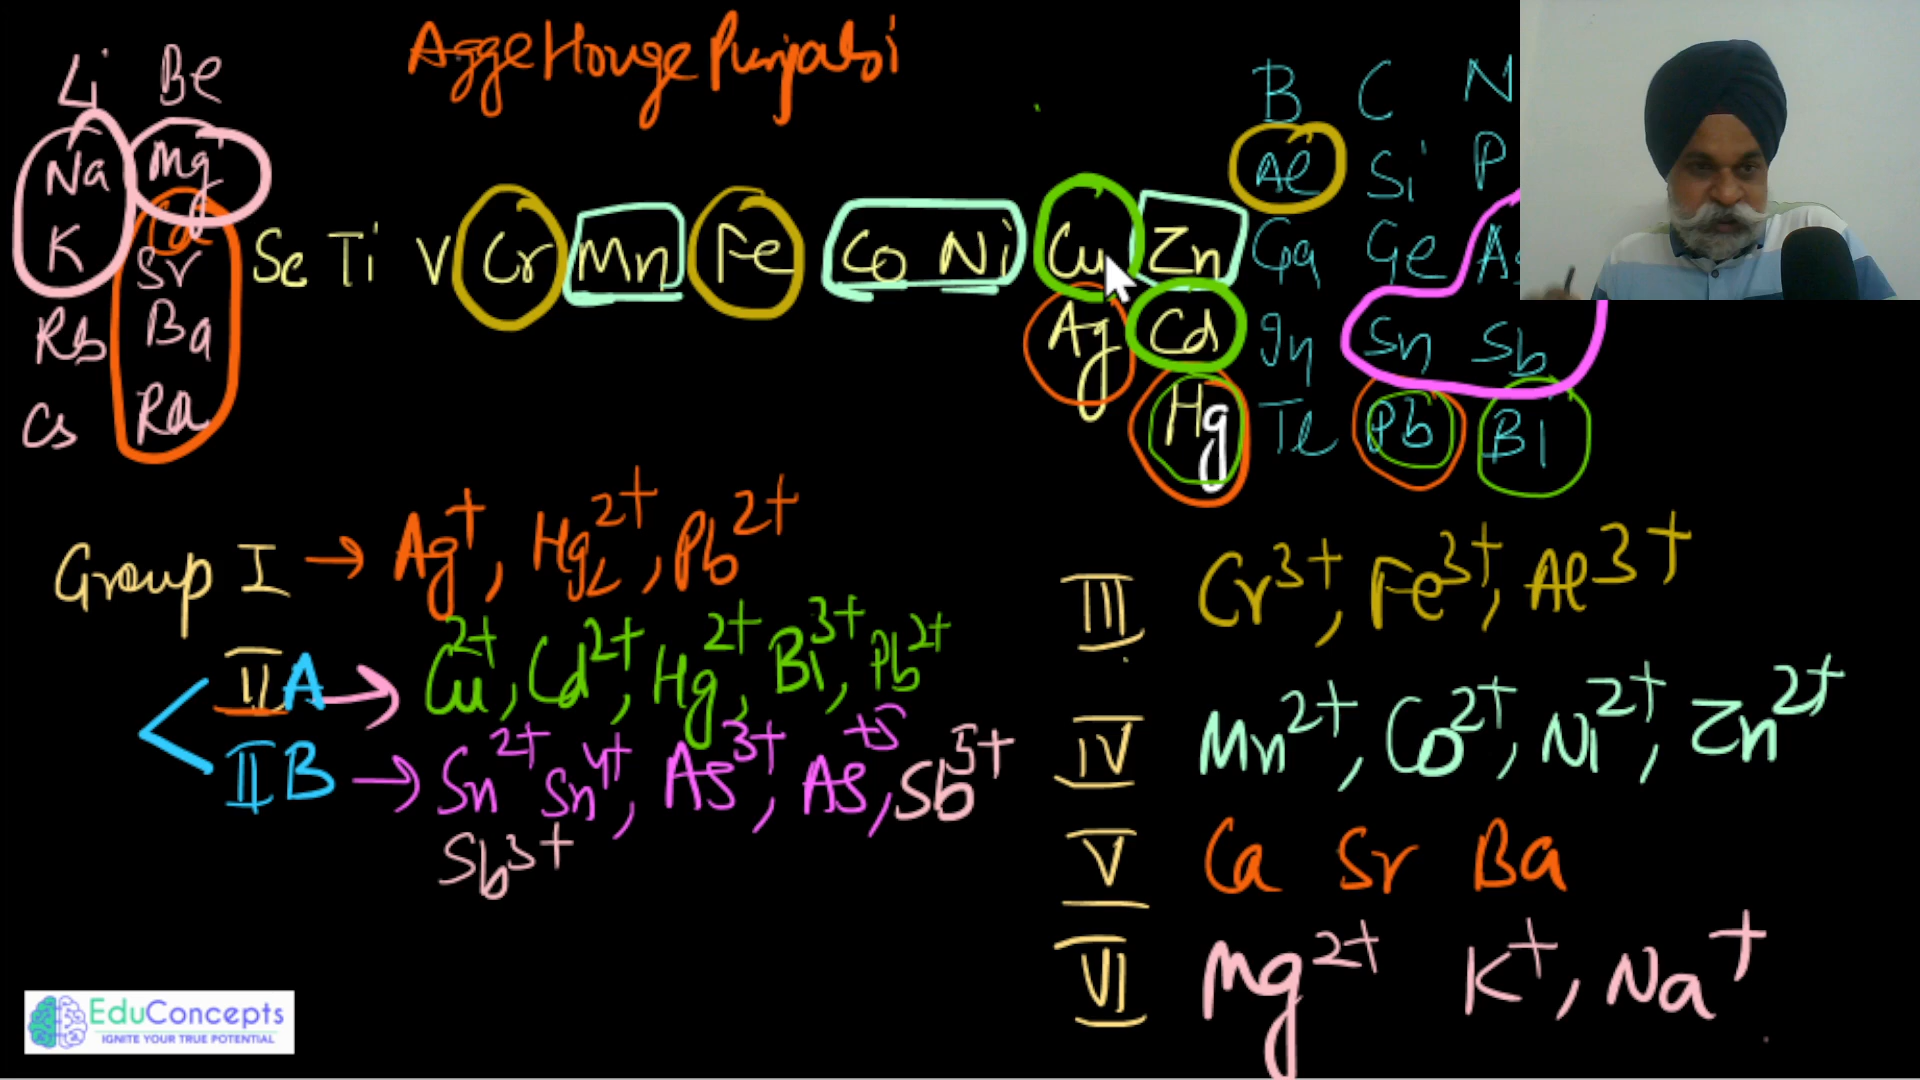 Agge Houge Punjabi
Li Be B C N
Na Mg Al Si P
K Ca Sc Ti V Cr Mn Fe Co Ni Cu Zn Ga Ge As
Sr
Rb Ba Ag Cd In Sn Sb
Cs Ra Hg Tl Pb Bi
Group I → Ag+, Hg2 2+, Pb2+
II A → Cu2+, Cd2+, Hg2+, Bi3+, Pb2+
II B → Sn2+ Sn4+, As3+, As+5, Sb5+
Sb3+
III Cr3+, Fe3+, Al3+
IV Mn2+, Co2+, Ni2+, Zn2+
V Ca Sr Ba
VI Mg2+ K+, Na+
EduConcepts
IGNITE YOUR TRUE POTENTIAL